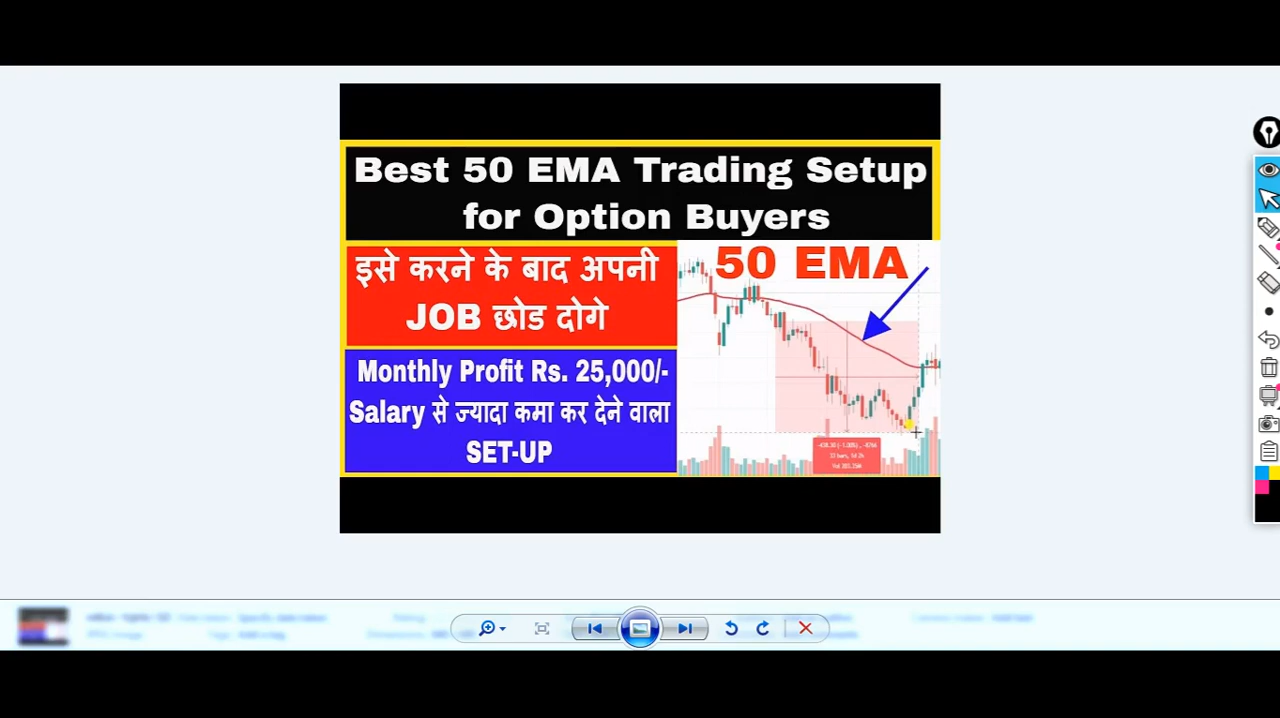 Best 50 EMA Trading Setup
for Option Buyers
इसे करने के बाद अपनी
JOB छोड दोगे
50 EMA
Monthly Profit Rs. 25,000/-
Salary से ज्यादा कमा कर देने वाला
SET-UP